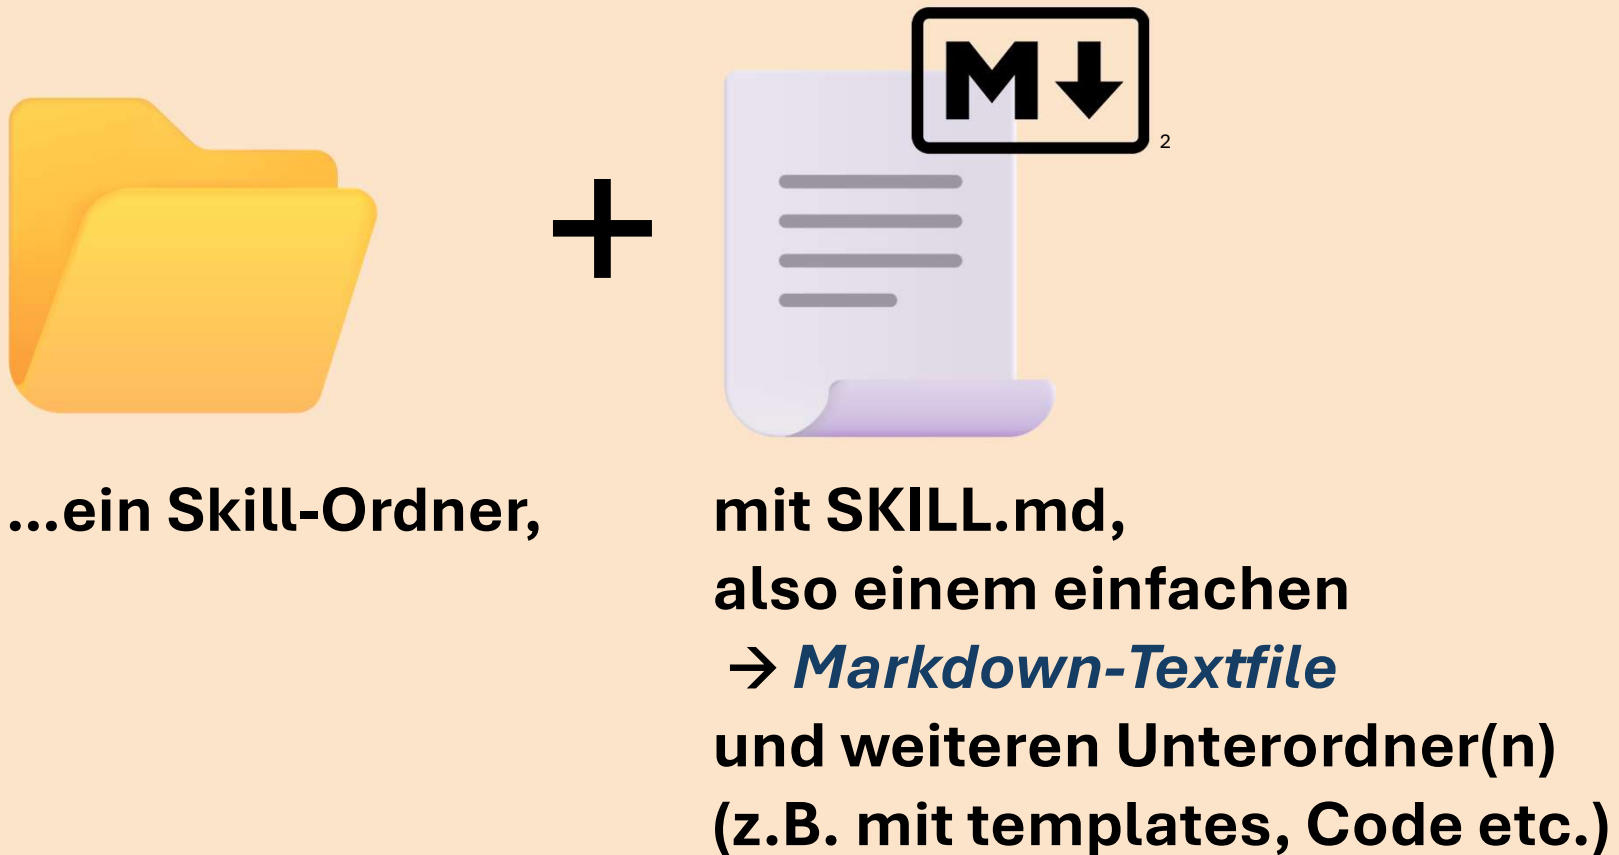 M
2
...ein Skill-Ordner,
mit SKILL.md,
also einem einfachen
→ Markdown-Textfile
und weiteren Unterordner(n)
(z.B. mit templates, Code etc.)